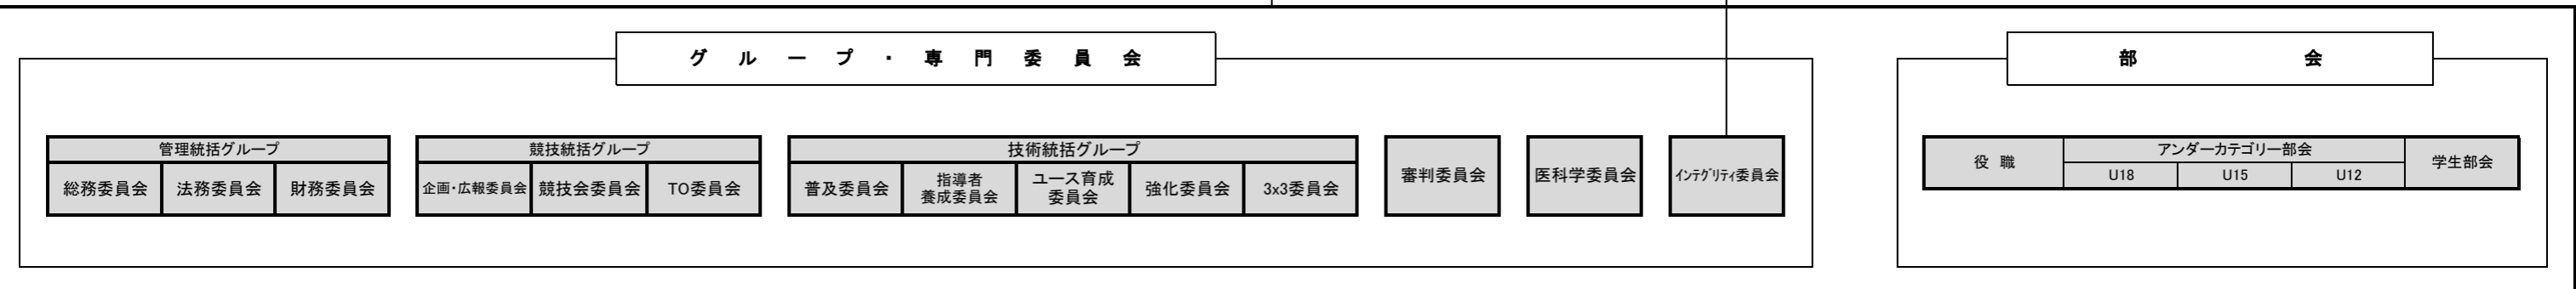 グループ・専門委員会
部会
管理統括グループ
総務委員会
法務委員会
財務委員会
競技統括グループ
企画・広報委員会
競技会委員会
TO委員会
技術統括グループ
普及委員会
指導者
養成委員会
ユース育成
委員会
強化委員会
3x3委員会
審判委員会
医科学委員会
インテグリティ委員会
役職
アンダーカテゴリー部会
U18
U15
U12
学生部会